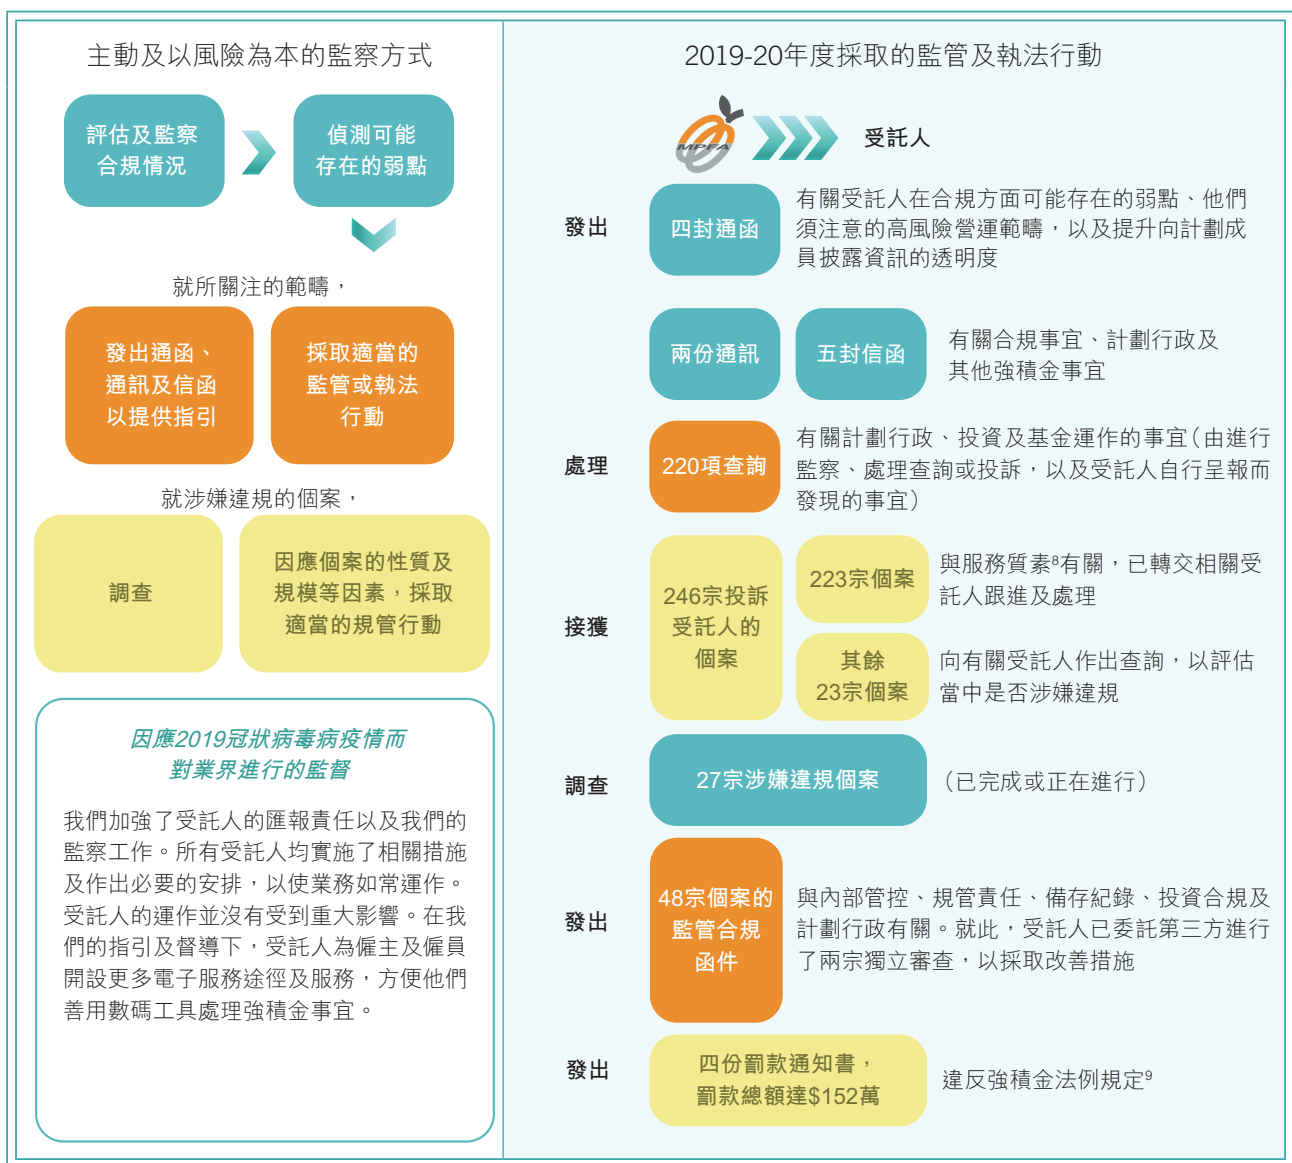 主動及以風險為本的監察方式
評估及監察
合規情況
偵測可能
存在的弱點
就所關注的範疇，
發出通函、
通訊及信函
以提供指引
採取適當的
監管或執法
行動
就涉嫌違規的個案，
調查
因應個案的性質及
規模等因素，採取
適當的規管行動
因應2019冠狀病毒病疫情而
對業界進行的監督
我們加強了受託人的匯報責任以及我們的
監察工作。所有受託人均實施了相關措施
及作出必要的安排，以使業務如常運作。
受託人的運作並沒有受到重大影響。在我
們的指引及督導下，受託人為僱主及僱員
開設更多電子服務途徑及服務，方便他們
善用數碼工具處理強積金事宜。
2019-20年度採取的監管及執法行動
MPFA
受託人
發出
四封通函
有關受託人在合規方面可能存在的弱點、他們
須注意的高風險營運範疇，以及提升向計劃成
員披露資訊的透明度
兩份通訊
五封信函
有關合規事宜、計劃行政及
其他強積金事宜
處理
220項查詢
有關計劃行政、投資及基金運作的事宜（由進行
監察、處理查詢或投訴，以及受託人自行呈報而
發現的事宜）
接獲
246宗投訴
受託人的
個案
223宗個案
與服務質素⁸有關，已轉交相關受
託人跟進及處理
其餘
23宗個案
向有關受託人作出查詢，以評估
當中是否涉嫌違規
調查
27宗涉嫌違規個案
（已完成或正在進行）
發出
48宗個案的
監管合規
函件
與內部管控、規管責任、備存紀錄、投資合規及
計劃行政有關。就此，受託人已委託第三方進行
了兩宗獨立審查，以採取改善措施
發出
四份罰款通知書，
罰款總額達$152萬
違反強積金法例規定⁹